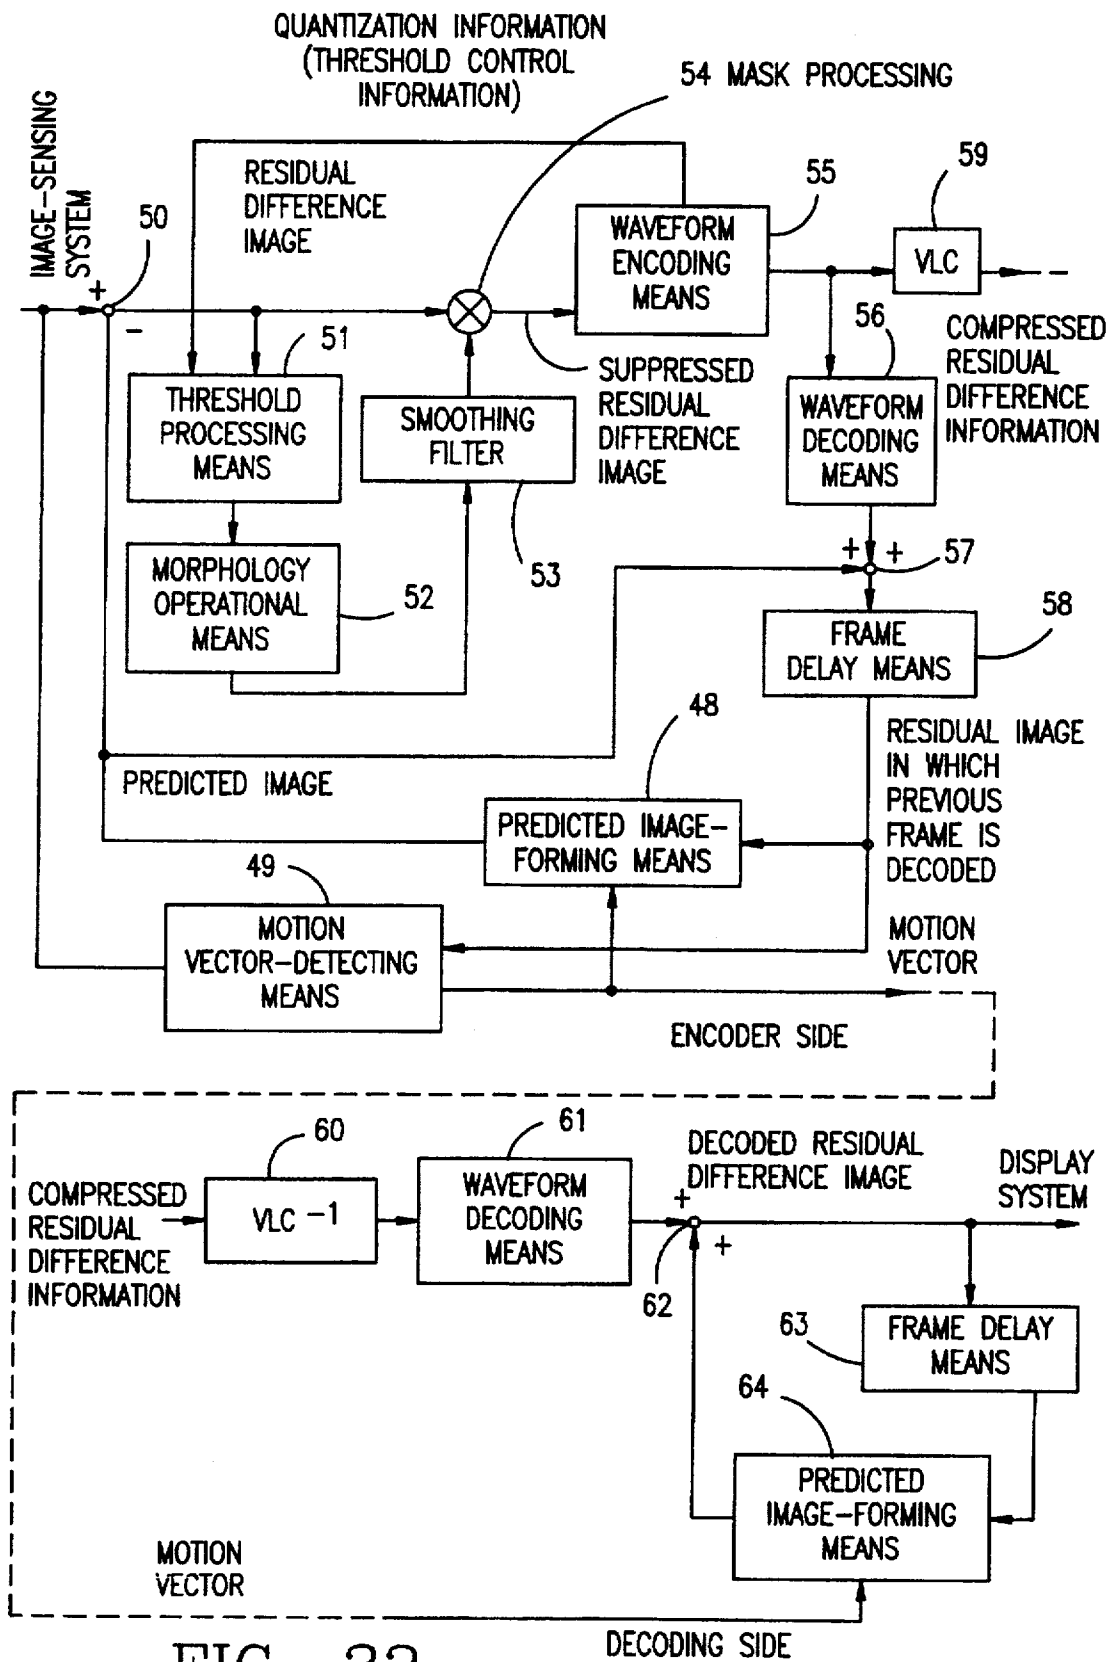 QUANTIZATION INFORMATION
(THRESHOLD CONTROL
INFORMATION)
54 MASK PROCESSING
IMAGE-SENSING
SYSTEM
50
RESIDUAL
DIFFERENCE
IMAGE
55
59
WAVEFORM
ENCODING
MEANS
VLC
+
-
51
56
COMPRESSED
RESIDUAL
DIFFERENCE
INFORMATION
THRESHOLD
PROCESSING
MEANS
SMOOTHING
FILTER
SUPPRESSED
RESIDUAL
DIFFERENCE
IMAGE
WAVEFORM
DECODING
MEANS
53
+
+
57
MORPHOLOGY
OPERATIONAL
MEANS
52
58
FRAME
DELAY MEANS
48
PREDICTED IMAGE
RESIDUAL IMAGE
IN WHICH
PREVIOUS
FRAME IS
DECODED
PREDICTED IMAGE-
FORMING MEANS
49
MOTION
VECTOR-DETECTING
MEANS
MOTION
VECTOR
ENCODER SIDE
60
61
DECODED RESIDUAL
DIFFERENCE IMAGE
DISPLAY
SYSTEM
COMPRESSED
RESIDUAL
DIFFERENCE
INFORMATION
VLC -1
WAVEFORM
DECODING
MEANS
+
+
62
63
FRAME DELAY
MEANS
64
PREDICTED
IMAGE-FORMING
MEANS
MOTION
VECTOR
DECODING SIDE
FIG. 32